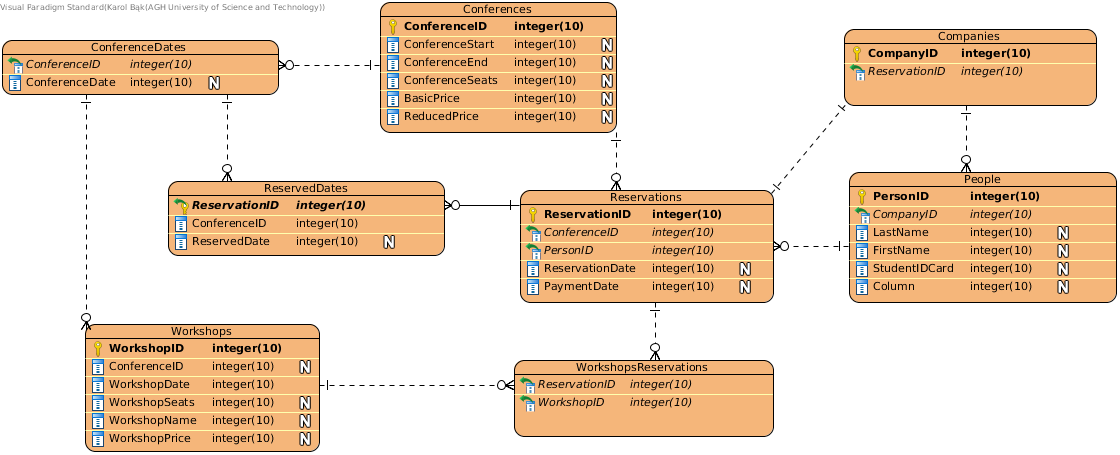 Visual Paradigm Standard(Karol Bąk(AGH University of Science and Technology))
Conferences
ConferenceID integer(10)
ConferenceStart integer(10) N
ConferenceEnd integer(10) N
ConferenceSeats integer(10) N
BasicPrice integer(10) N
ReducedPrice integer(10) N
Companies
CompanyID integer(10)
ReservationID integer(10)
ConferenceDates
ConferenceID integer(10)
ConferenceDate integer(10) N
ReservedDates
ReservationID integer(10)
ConferenceID integer(10)
ReservedDate integer(10) N
Reservations
ReservationID integer(10)
ConferenceID integer(10)
PersonID integer(10)
ReservationDate integer(10) N
PaymentDate integer(10) N
People
PersonID integer(10)
CompanyID integer(10)
LastName integer(10) N
FirstName integer(10) N
StudentIDCard integer(10) N
Column integer(10) N
Workshops
WorkshopID integer(10)
ConferenceID integer(10) N
WorkshopDate integer(10)
WorkshopSeats integer(10) N
WorkshopName integer(10) N
WorkshopPrice integer(10) N
WorkshopsReservations
ReservationID integer(10)
WorkshopID integer(10)